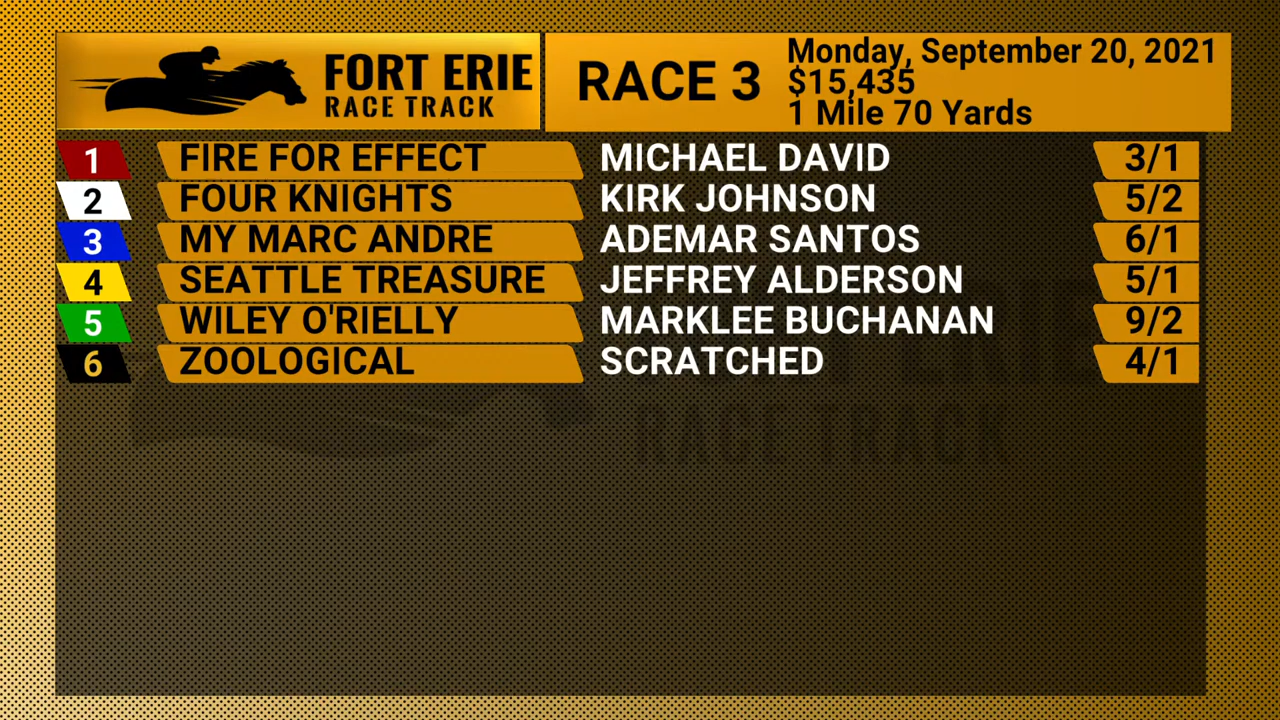 FORT ERIE
RACE TRACK
RACE 3
Monday, September 20, 2021
$15,435
1 Mile 70 Yards
1 FIRE FOR EFFECT MICHAEL DAVID 3/1
2 FOUR KNIGHTS KIRK JOHNSON 5/2
3 MY MARC ANDRE ADEMAR SANTOS 6/1
4 SEATTLE TREASURE JEFFREY ALDERSON 5/1
5 WILEY O'RIELLY MARKLEE BUCHANAN 9/2
6 ZOOLOGICAL SCRATCHED 4/1
RACE TRACK